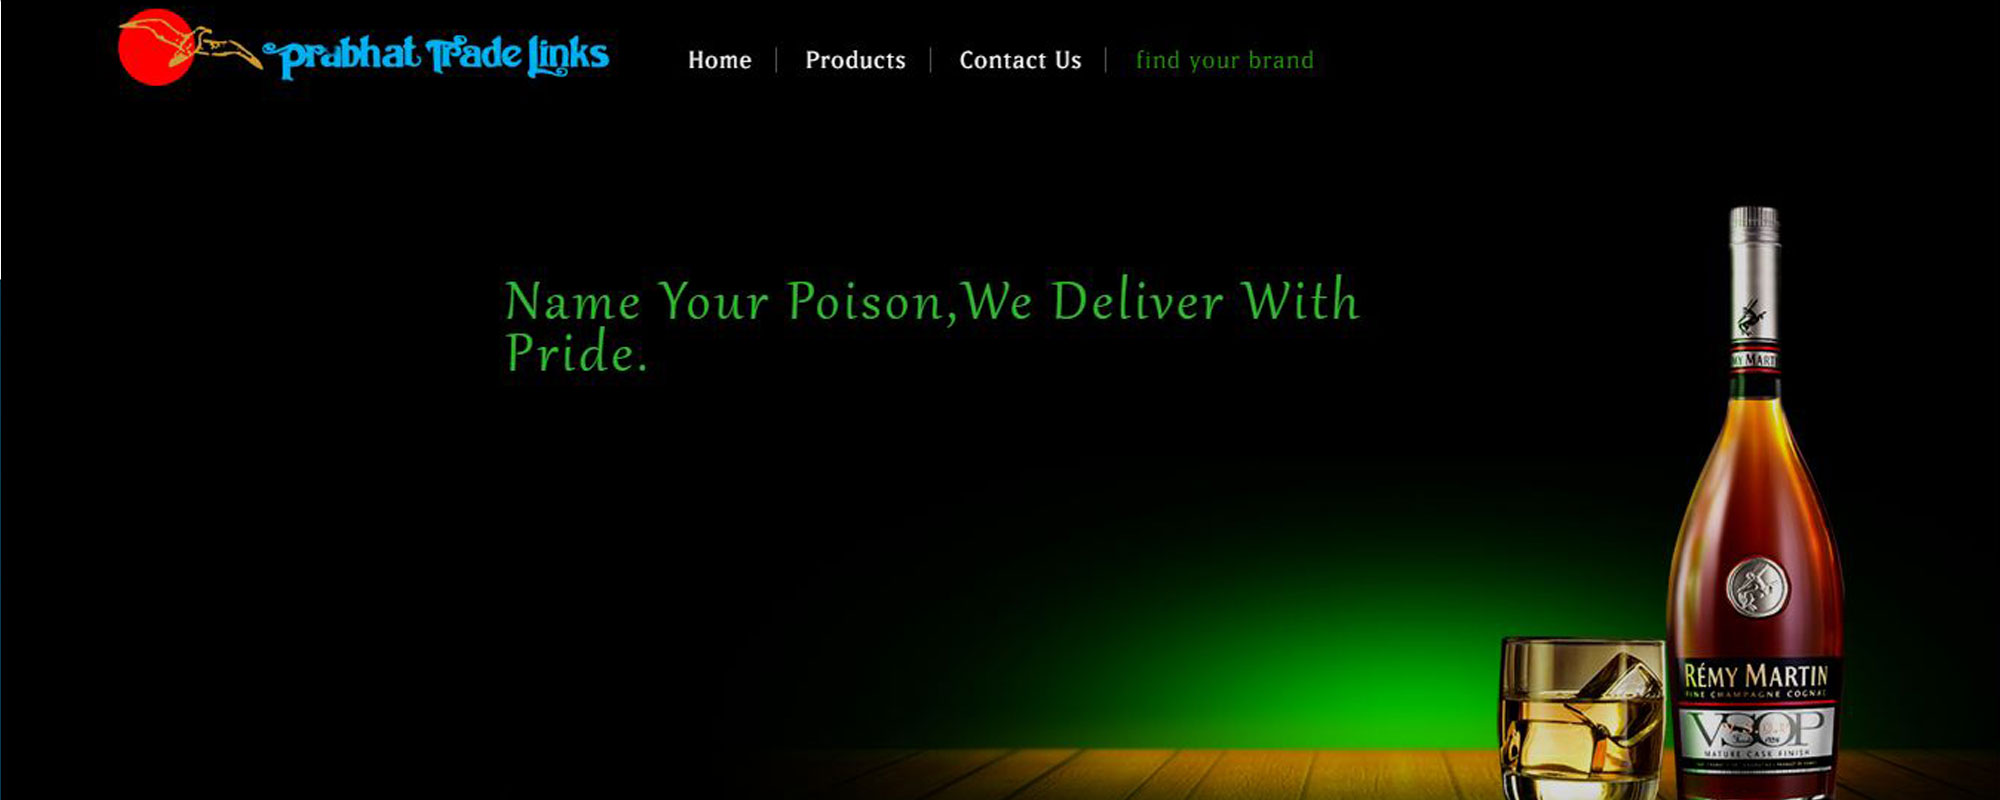 Prabhat Trade Links
Home
Products
Contact Us
find your brand
Name Your Poison,We Deliver With
Pride.
MY MARTI
RÉMY MARTIN
FINE CHAMPAGNE COGNAC
VSOP
MATURE CASK FINISH